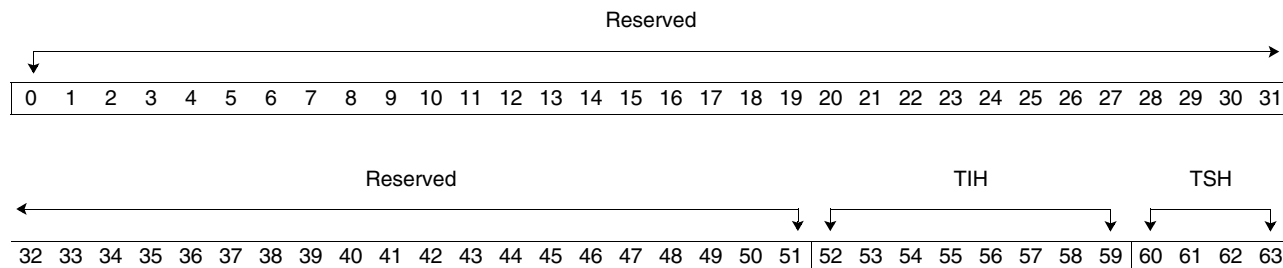 Reserved
0 1 2 3 4 5 6 7 8 9 10 11 12 13 14 15 16 17 18 19 20 21 22 23 24 25 26 27 28 29 30 31
Reserved TIH TSH
32 33 34 35 36 37 38 39 40 41 42 43 44 45 46 47 48 49 50 51 52 53 54 55 56 57 58 59 60 61 62 63